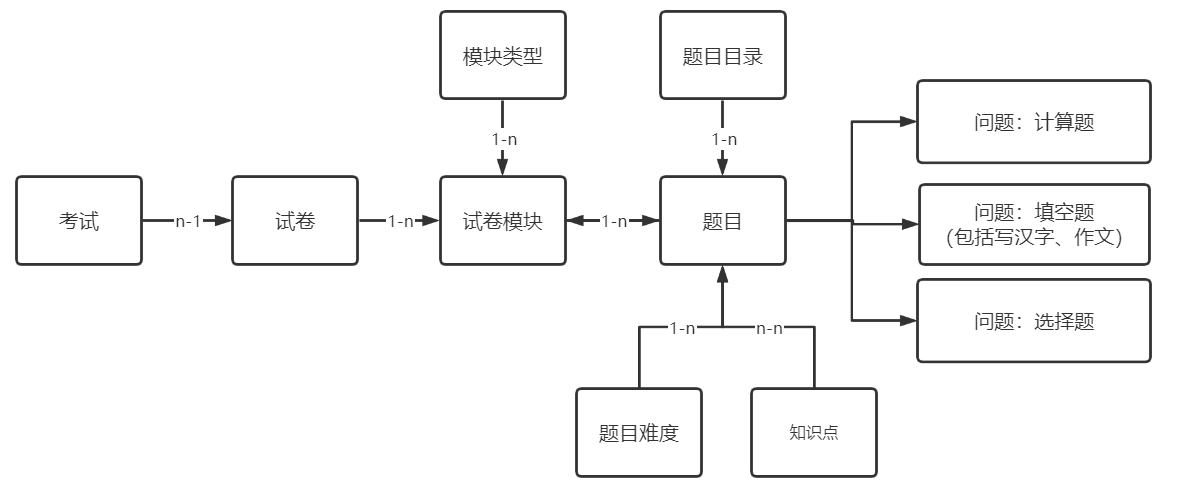 模块类型
题目目录
1-n
1-n
问题：计算题
考试
n-1
试卷
1-n
试卷模块
1-n
题目
问题：填空题
(包括写汉字、作文)
问题：选择题
1-n
n-n
题目难度
知识点